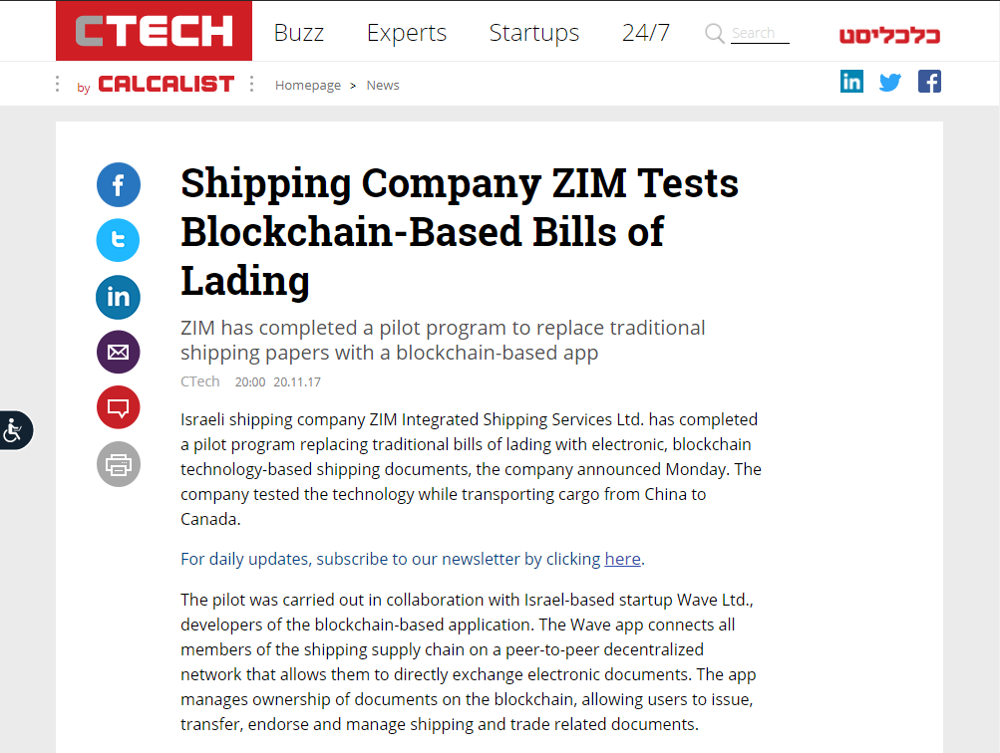 CTECH
Buzz Experts Startups 24/7 Search כלכליסט
by CALCALIST Homepage > News
Shipping Company ZIM Tests
Blockchain-Based Bills of
Lading
ZIM has completed a pilot program to replace traditional
shipping papers with a blockchain-based app
CTech 20:00 20.11.17
Israeli shipping company ZIM Integrated Shipping Services Ltd. has completed
a pilot program replacing traditional bills of lading with electronic, blockchain
technology-based shipping documents, the company announced Monday. The
company tested the technology while transporting cargo from China to
Canada.
For daily updates, subscribe to our newsletter by clicking here.
The pilot was carried out in collaboration with Israel-based startup Wave Ltd.,
developers of the blockchain-based application. The Wave app connects all
members of the shipping supply chain on a peer-to-peer decentralized
network that allows them to directly exchange electronic documents. The app
manages ownership of documents on the blockchain, allowing users to issue,
transfer, endorse and manage shipping and trade related documents.